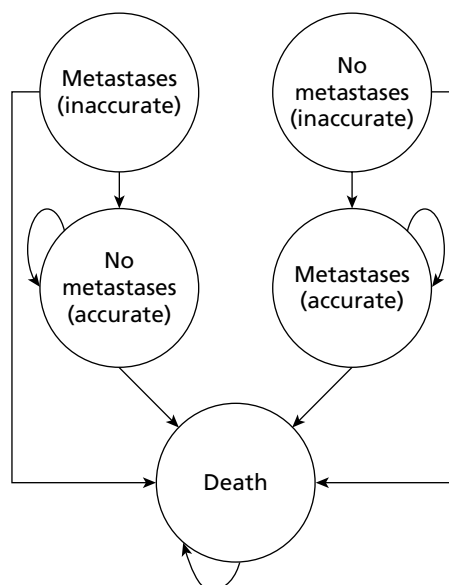 Metastases
(inaccurate)
No
metastases
(inaccurate)
No
metastases
(accurate)
Metastases
(accurate)
Death